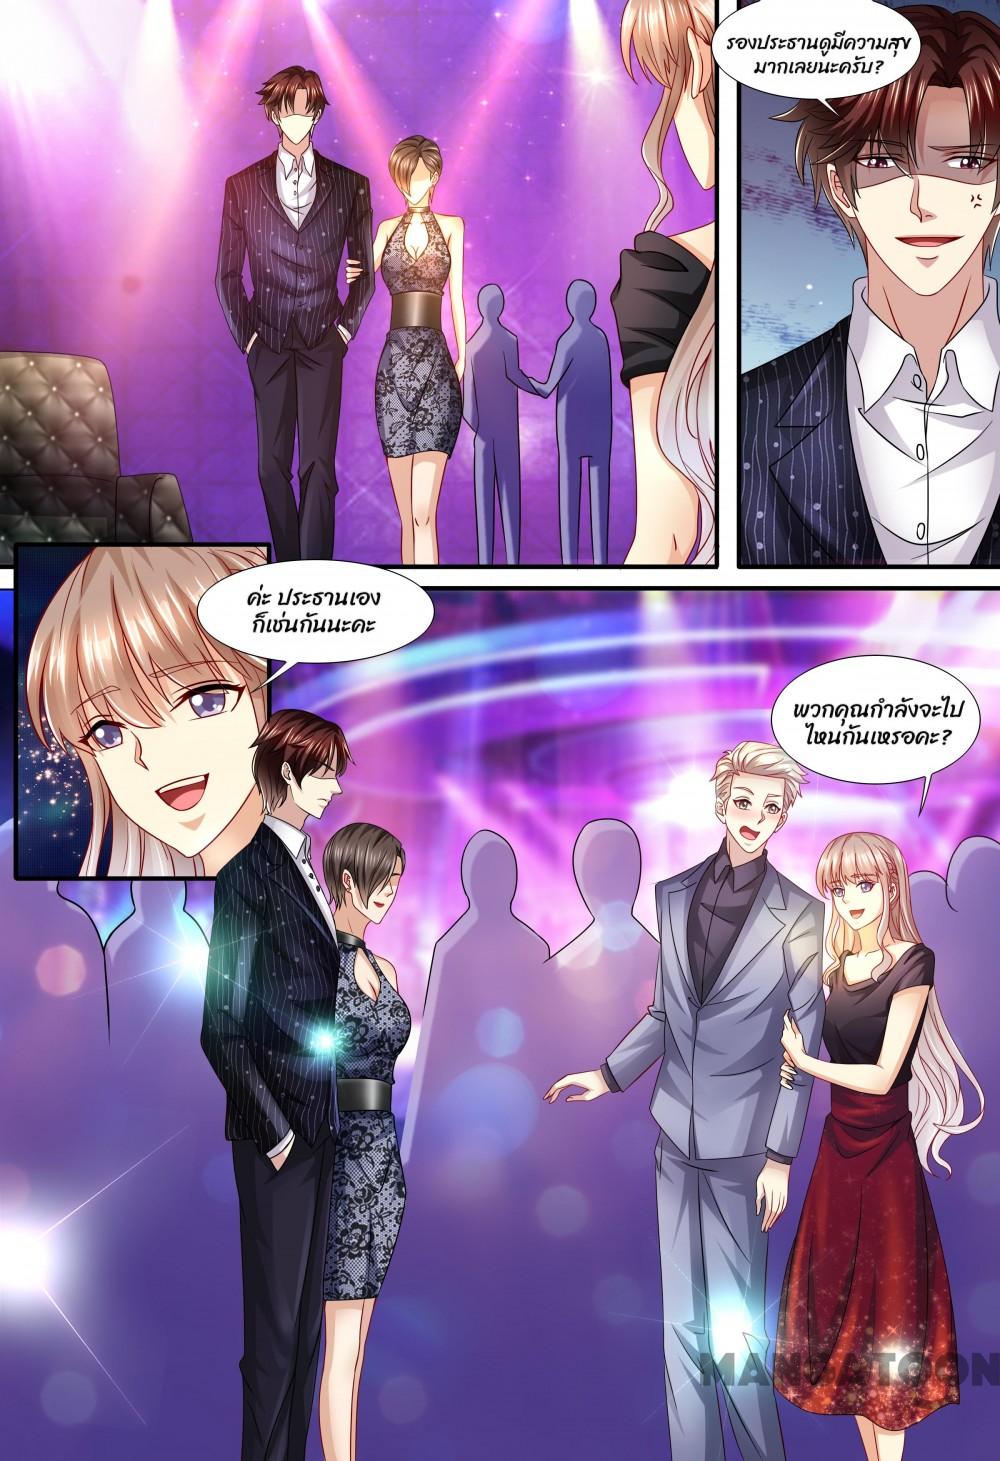 รองประธานดูมีความสุข
มากเลยนะครับ?
ค่ะ ประธานเอง
ก็เช่นกันนะคะ
พวกคุณกำลังจะไป
ไหนกันเหรอคะ?
MANGATOON